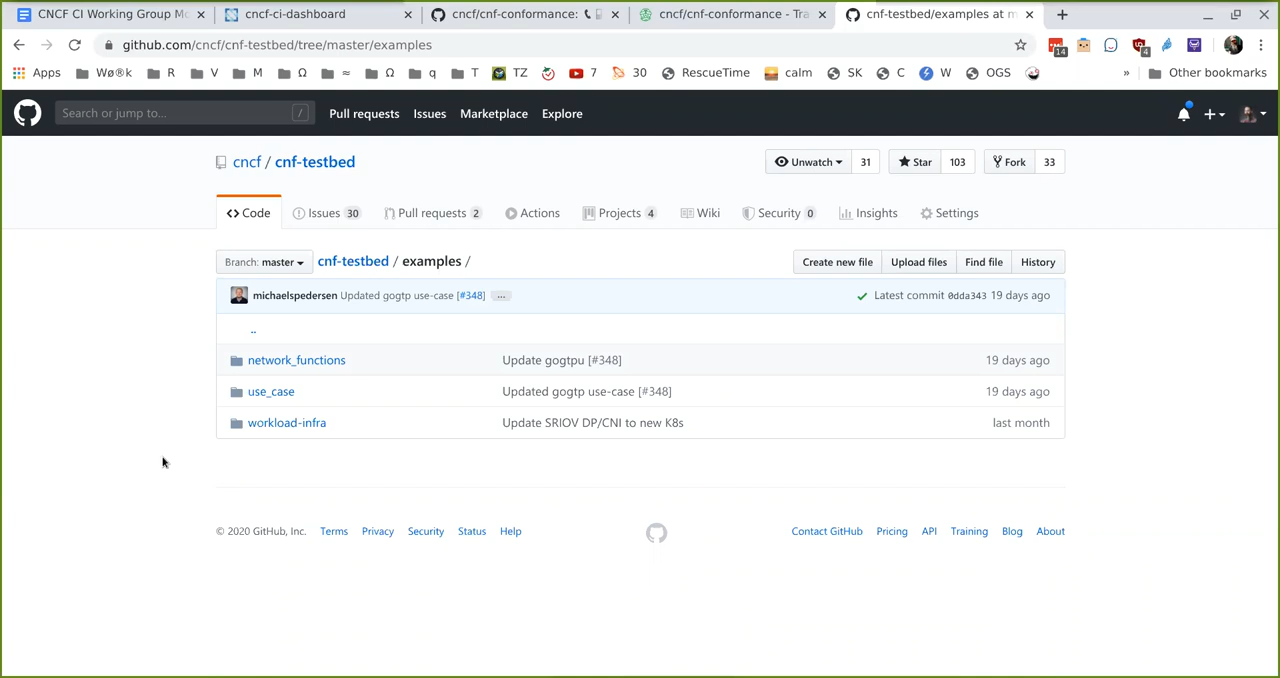 CNCF CI Working Group Mo
cncf-ci-dashboard
cncf/cnf-conformance:
cncf/cnf-conformance - Tra
cnf-testbed/examples at m
github.com/cncf/cnf-testbed/tree/master/examples
14
4
Apps Wø®k R V M Ω ≈ Ω q T TZ 7 30 RescueTime calm SK C W OGS » Other bookmarks
Search or jump to... / Pull requests Issues Marketplace Explore
cncf / cnf-testbed Unwatch 31 Star 103 Fork 33
<> Code Issues 30 Pull requests 2 Actions Projects 4 Wiki Security 0 Insights Settings
Branch: master cnf-testbed / examples / Create new file Upload files Find file History
michaelspedersen Updated gogtp use-case [#348] ... Latest commit 0dda343 19 days ago
..
network_functions Update gogtpu [#348] 19 days ago
use_case Updated gogtp use-case [#348] 19 days ago
workload-infra Update SRIOV DP/CNI to new K8s last month
© 2020 GitHub, Inc. Terms Privacy Security Status Help Contact GitHub Pricing API Training Blog About